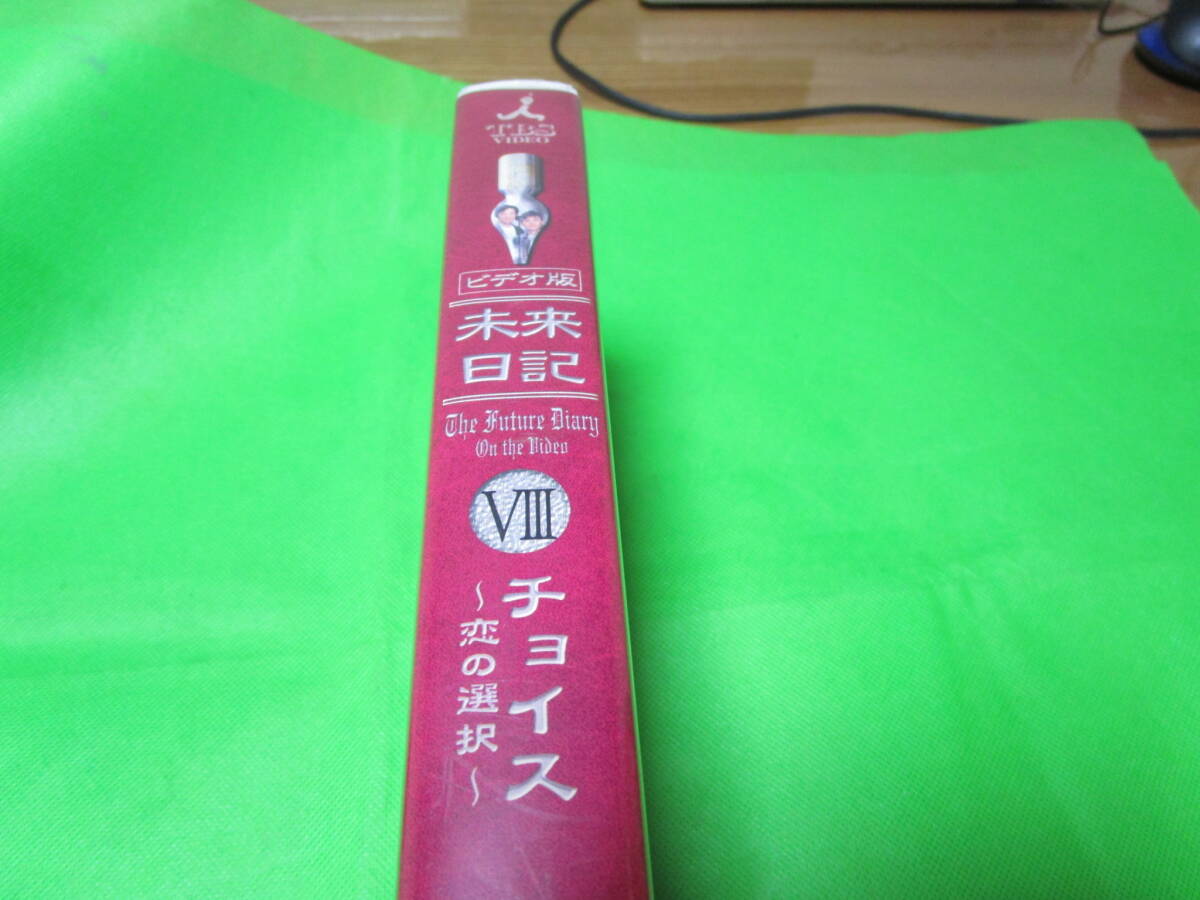 TBS
VIDEO
ビデオ版
未来
日記
The Future Diary
On the Video
VIII
チョイス
～恋の選択～